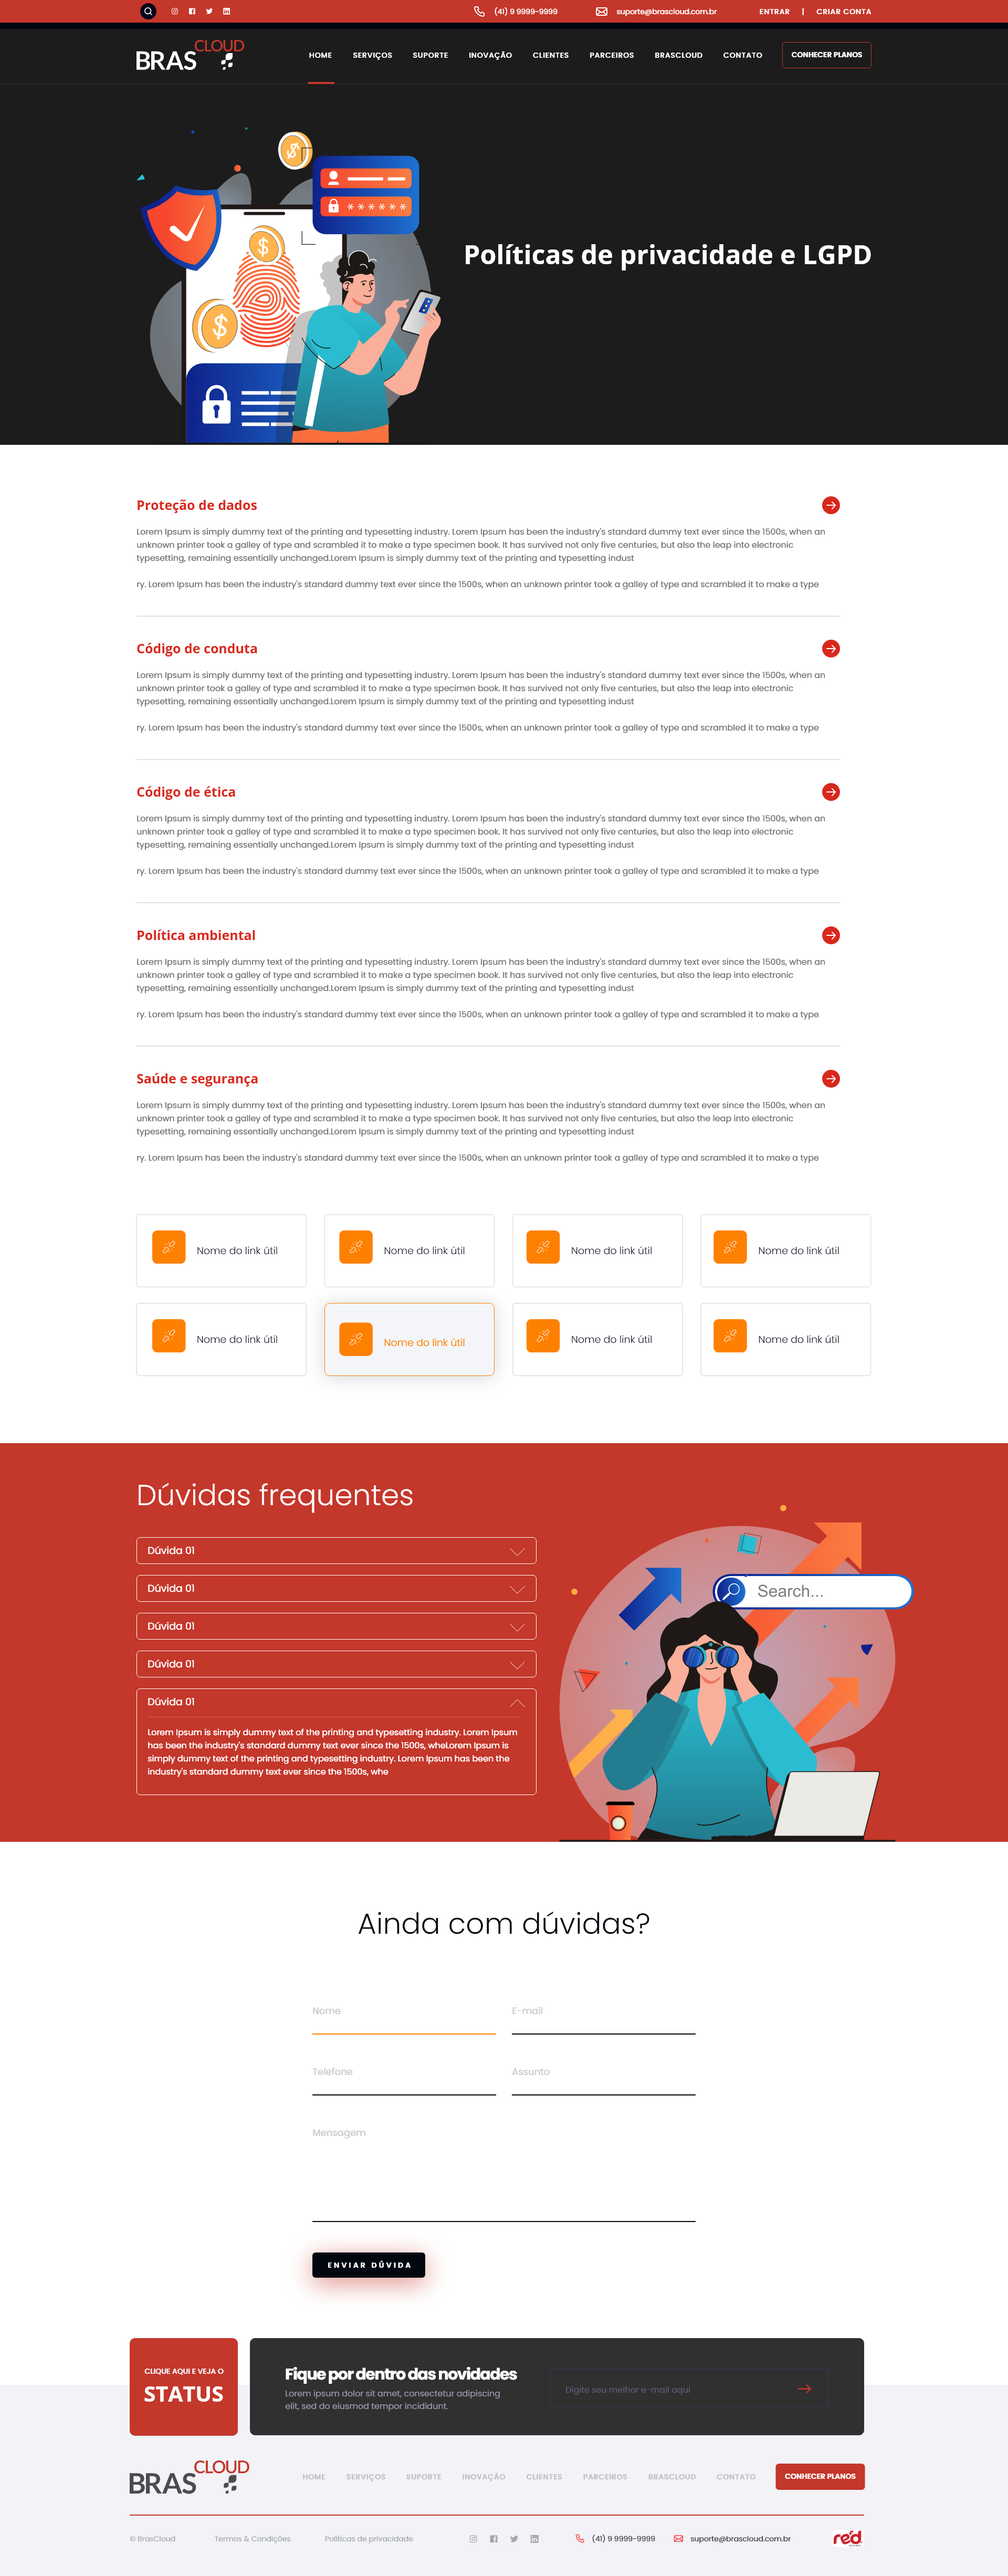 (41) 9 9999-9999
suporte@brascloud.com.br
ENTRAR | CRIAR CONTA
BRAS CLOUD
HOME SERVIÇOS SUPORTE INOVAÇÃO CLIENTES PARCEIROS BRASCLOUD CONTATO CONHECER PLANOS
Políticas de privacidade e LGPD
Proteção de dados
Lorem Ipsum is simply dummy text of the printing and typesetting industry. Lorem Ipsum has been the industry's standard dummy text ever since the 1500s, when an
unknown printer took a galley of type and scrambled it to make a type specimen book. It has survived not only five centuries, but also the leap into electronic
typesetting, remaining essentially unchanged.Lorem Ipsum is simply dummy text of the printing and typesetting indust
ry. Lorem Ipsum has been the industry's standard dummy text ever since the 1500s, when an unknown printer took a galley of type and scrambled it to make a type
Código de conduta
Lorem Ipsum is simply dummy text of the printing and typesetting industry. Lorem Ipsum has been the industry's standard dummy text ever since the 1500s, when an
unknown printer took a galley of type and scrambled it to make a type specimen book. It has survived not only five centuries, but also the leap into electronic
typesetting, remaining essentially unchanged.Lorem Ipsum is simply dummy text of the printing and typesetting indust
ry. Lorem Ipsum has been the industry's standard dummy text ever since the 1500s, when an unknown printer took a galley of type and scrambled it to make a type
Código de ética
Lorem Ipsum is simply dummy text of the printing and typesetting industry. Lorem Ipsum has been the industry's standard dummy text ever since the 1500s, when an
unknown printer took a galley of type and scrambled it to make a type specimen book. It has survived not only five centuries, but also the leap into electronic
typesetting, remaining essentially unchanged.Lorem Ipsum is simply dummy text of the printing and typesetting indust
ry. Lorem Ipsum has been the industry's standard dummy text ever since the 1500s, when an unknown printer took a galley of type and scrambled it to make a type
Política ambiental
Lorem Ipsum is simply dummy text of the printing and typesetting industry. Lorem Ipsum has been the industry's standard dummy text ever since the 1500s, when an
unknown printer took a galley of type and scrambled it to make a type specimen book. It has survived not only five centuries, but also the leap into electronic
typesetting, remaining essentially unchanged.Lorem Ipsum is simply dummy text of the printing and typesetting indust
ry. Lorem Ipsum has been the industry's standard dummy text ever since the 1500s, when an unknown printer took a galley of type and scrambled it to make a type
Saúde e segurança
Lorem Ipsum is simply dummy text of the printing and typesetting industry. Lorem Ipsum has been the industry's standard dummy text ever since the 1500s, when an
unknown printer took a galley of type and scrambled it to make a type specimen book. It has survived not only five centuries, but also the leap into electronic
typesetting, remaining essentially unchanged.Lorem Ipsum is simply dummy text of the printing and typesetting indust
ry. Lorem Ipsum has been the industry's standard dummy text ever since the 1500s, when an unknown printer took a galley of type and scrambled it to make a type
Nome do link útil Nome do link útil Nome do link útil Nome do link útil
Nome do link útil Nome do link útil Nome do link útil Nome do link útil
Dúvidas frequentes
Dúvida 01
Dúvida 01
Dúvida 01
Dúvida 01
Dúvida 01
Lorem Ipsum is simply dummy text of the printing and typesetting industry. Lorem Ipsum
has been the industry's standard dummy text ever since the 1500s, wheLorem Ipsum is
simply dummy text of the printing and typesetting industry. Lorem Ipsum has been the
industry's standard dummy text ever since the 1500s, whe
Search...
Ainda com dúvidas?
Nome E-mail
Telefone Assunto
Mensagem
ENVIAR DÚVIDA
CLIQUE AQUI E VEJA O
STATUS
Fique por dentro das novidades
Lorem ipsum dolor sit amet, consectetur adipiscing
elit, sed do eiusmod tempor incididunt.
Digite seu melhor e-mail aqui
BRAS CLOUD
HOME SERVIÇOS SUPORTE INOVAÇÃO CLIENTES PARCEIROS BRASCLOUD CONTATO CONHECER PLANOS
© BrasCloud Termos & Condições Políticas de privacidade (41) 9 9999-9999 suporte@brascloud.com.br red